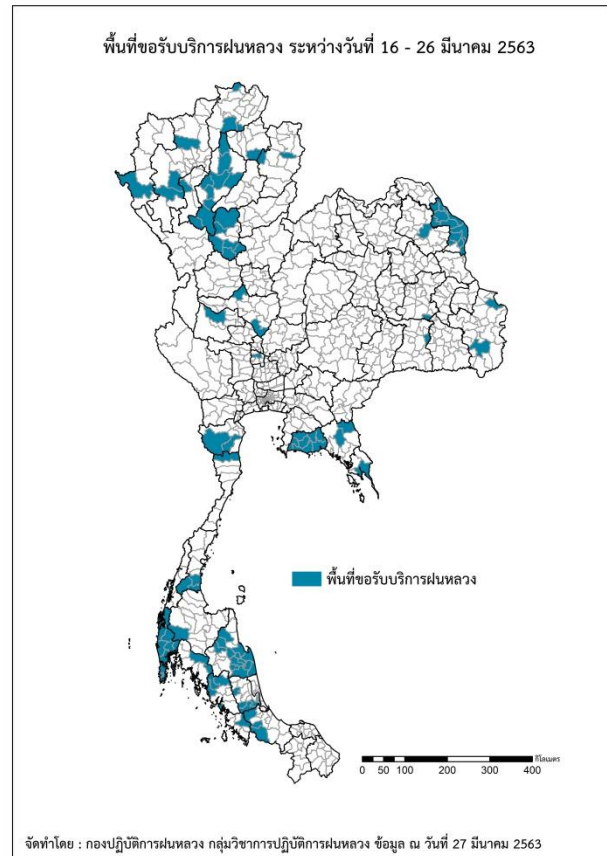 พื้นที่ขอรับบริการฝนหลวง ระหว่างวันที่ 16 - 26 มีนาคม 2563
พื้นที่ขอรับบริการฝนหลวง
กิโลเมตร
0 50 100 200 300 400
จัดทำโดย : กองปฏิบัติการฝนหลวง กลุ่มวิชาการปฏิบัติการฝนหลวง ข้อมูล ณ วันที่ 27 มีนาคม 2563